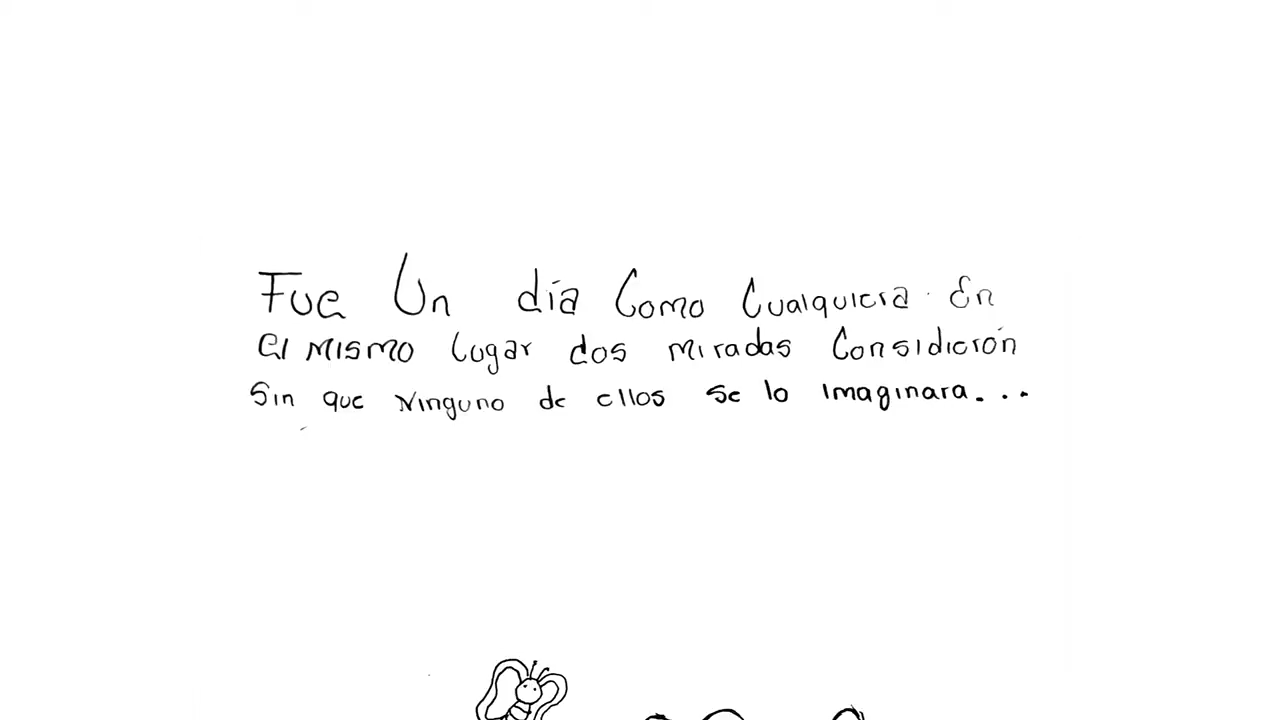 Fue Un día Como Cualquiera. En
el mismo lugar dos miradas Considieron
Sin que Ninguno de ellos se lo imaginara...